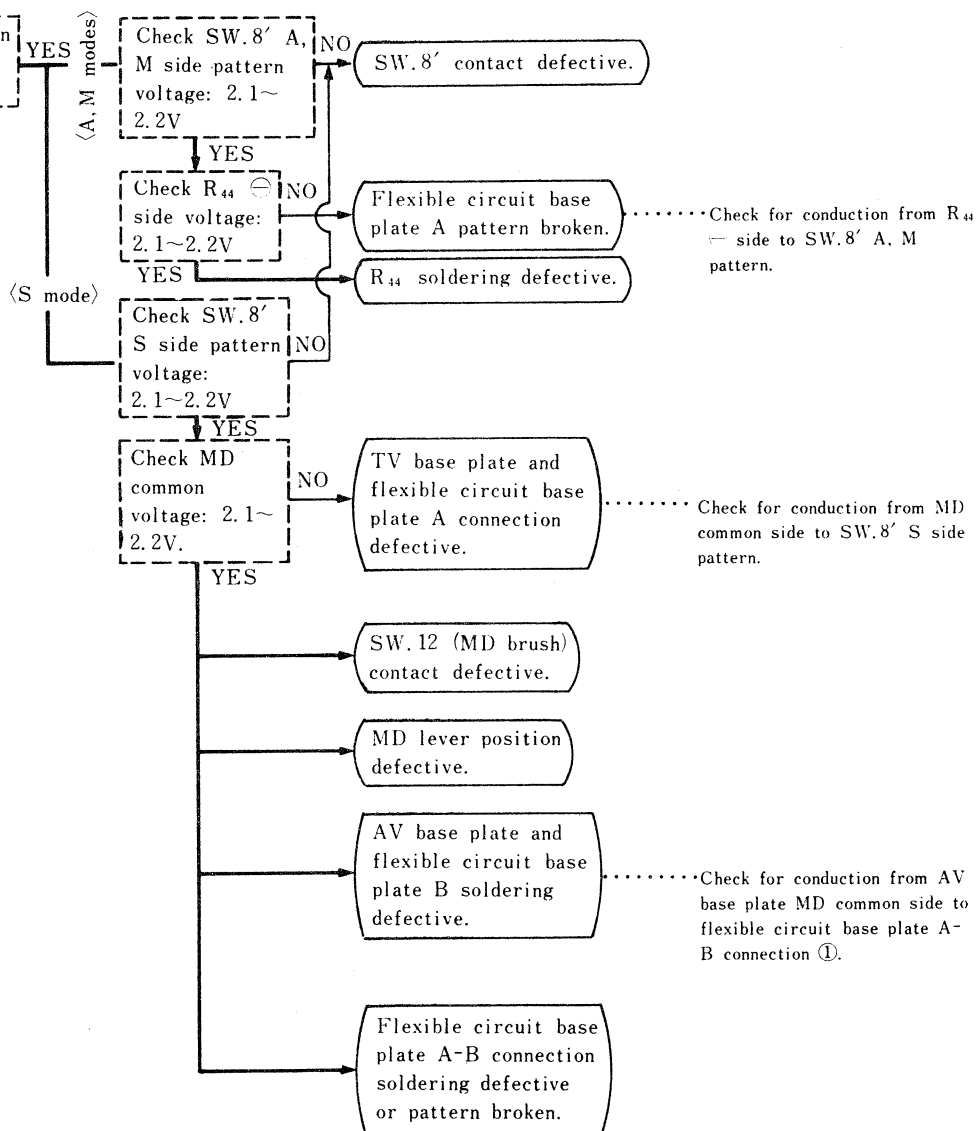 n
YES
〈A, M modes〉
Check SW.8′ A,
M side pattern
voltage: 2.1~
2.2V
NO
SW.8′ contact defective.
YES
Check R₄₄ ⊖
side voltage:
2.1~2.2V
NO
Flexible circuit base
plate A pattern broken.
Check for conduction from R₄₄
⊖ side to SW.8′ A, M
pattern.
YES
R₄₄ soldering defective.
〈S mode〉
Check SW.8′
S side pattern
voltage:
2.1~2.2V
NO
YES
Check MD
common
voltage: 2.1~
2.2V.
NO
TV base plate and
flexible circuit base
plate A connection
defective.
Check for conduction from MD
common side to SW.8′ S side
pattern.
YES
SW.12 (MD brush)
contact defective.
MD lever position
defective.
AV base plate and
flexible circuit base
plate B soldering
defective.
Check for conduction from AV
base plate MD common side to
flexible circuit base plate A-
B connection ①.
Flexible circuit base
plate A-B connection
soldering defective
or pattern broken.